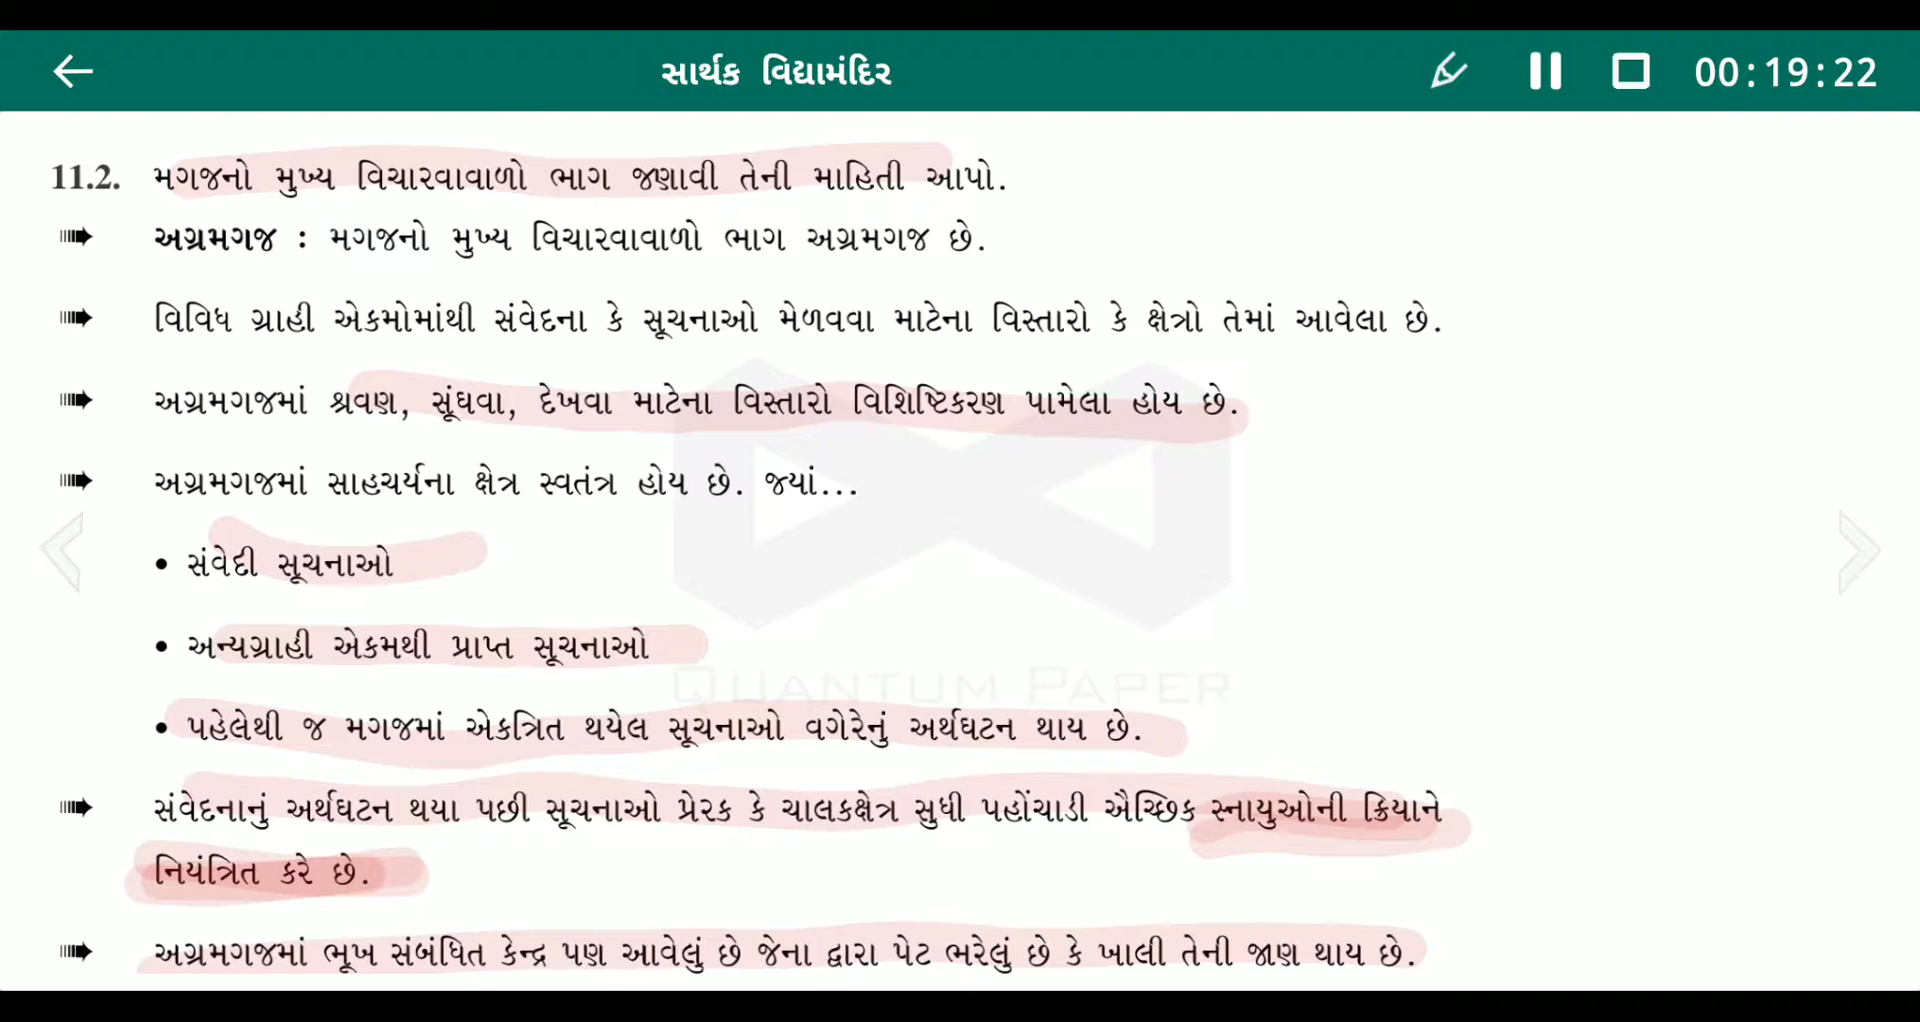 સાર્થક વિદ્યામંદિર
00:19:22
11.2. મગજનો મુખ્ય વિચારવાવાળો ભાગ જણાવી તેની માહિતી આપો.
અગ્રમગજ : મગજનો મુખ્ય વિચારવાવાળો ભાગ અગ્રમગજ છે.
વિવિધ ગ્રાહી એકમોમાંથી સંવેદના કે સૂચનાઓ મેળવવા માટેના વિસ્તારો કે ક્ષેત્રો તેમાં આવેલા છે.
અગ્રમગજમાં શ્રવણ, સૂંઘવા, દેખવા માટેના વિસ્તારો વિશિષ્ટિકરણ પામેલા હોય છે.
અગ્રમગજમાં સાહચર્યના ક્ષેત્ર સ્વતંત્ર હોય છે. જ્યાં...
• સંવેદી સૂચનાઓ
• અન્યગ્રાહી એકમથી પ્રાપ્ત સૂચનાઓ
QUANTUM PAPER
• પહેલેથી જ મગજમાં એકત્રિત થયેલ સૂચનાઓ વગેરેનું અર્થઘટન થાય છે.
સંવેદનાનું અર્થઘટન થયા પછી સૂચનાઓ પ્રેરક કે ચાલકક્ષેત્ર સુધી પહોંચાડી ઐચ્છિક સ્નાયુઓની ક્રિયાને
નિયંત્રિત કરે છે.
અગ્રમગજમાં ભૂખ સંબંધિત કેન્દ્ર પણ આવેલું છે જેના દ્વારા પેટ ભરેલું છે કે ખાલી તેની જાણ થાય છે.